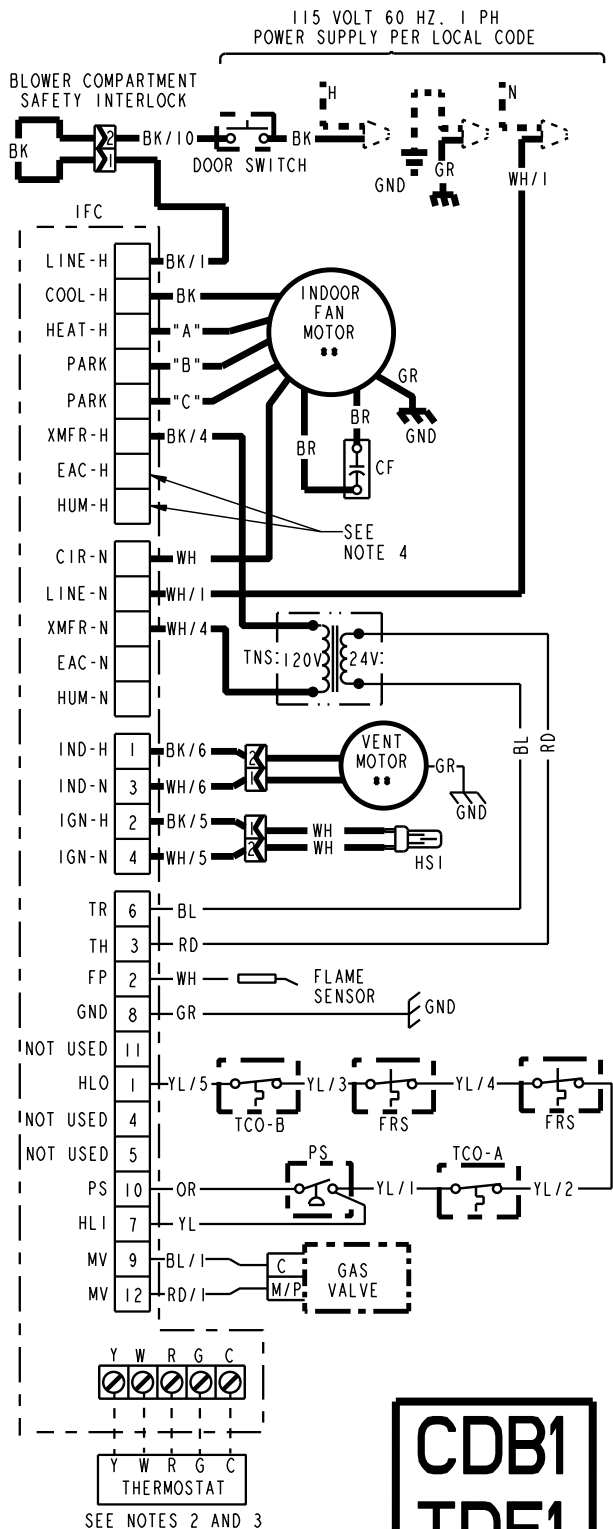 115 VOLT 60 HZ. 1 PH
POWER SUPPLY PER LOCAL CODE
BLOWER COMPARTMENT
SAFETY INTERLOCK
H
N
BK
2
1
BK/10
BK
DOOR SWITCH
GND
GR
WH/1
IFC
LINE-H
BK/1
COOL-H
BK
HEAT-H
"A"
PARK
"B"
PARK
"C"
XMFR-H
BK/4
EAC-H
HUM-H
INDOOR
FAN
MOTOR
**
GR
GND
BR
BR
CF
SEE
NOTE 4
CIR-N
WH
LINE-N
WH/1
XMFR-N
WH/4
EAC-N
HUM-N
TNS
120V
24V
BL
RD
IND-H
1
BK/6
2
IND-N
3
WH/6
1
VENT
MOTOR
**
GR
GND
IGN-H
2
BK/5
1
WH
IGN-N
4
WH/5
2
WH
HSI
TR
6
BL
TH
3
RD
FP
2
WH
FLAME
SENSOR
GND
8
GR
GND
NOT USED
11
HLO
1
YL/5
TCO-B
YL/3
FRS
YL/4
FRS
NOT USED
4
NOT USED
5
PS
10
OR
PS
YL/1
TCO-A
YL/2
HLI
7
YL
MV
9
BL/1
C
MV
12
RD/1
M/P
GAS
VALVE
Y W R G C
Y W R G C
THERMOSTAT
SEE NOTES 2 AND 3
CDB1